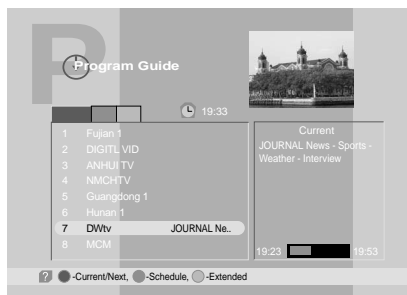 P
Program Guide
19:33
1 Fujian 1
2 DIGITL VID
3 ANHUI TV
4 NMCHTV
5 Guangdong 1
6 Hunan 1
7 DWtv JOURNAL Ne..
8 MCM
Current
JOURNAL News - Sports -
Weather - Interview
19:23 19:53
? -Current/Next, -Schedule, -Extended